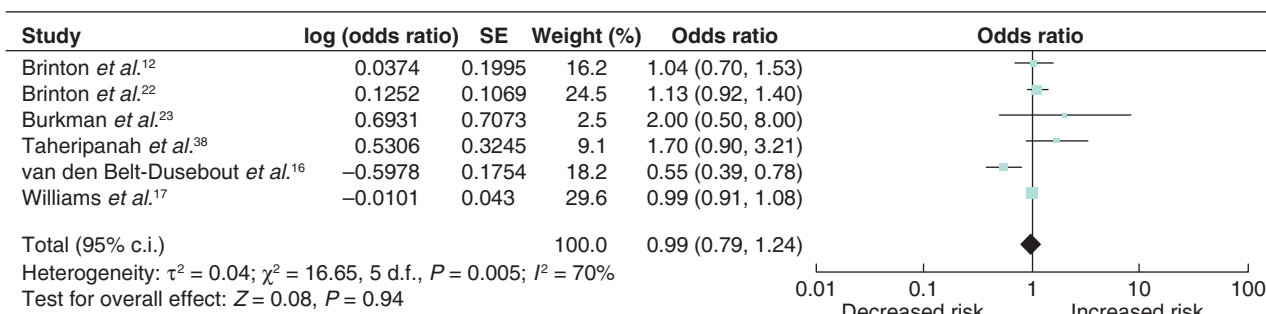 Study log (odds ratio) SE Weight (%) Odds ratio Odds ratio
Brinton et al.¹² 0.0374 0.1995 16.2 1.04 (0.70, 1.53)
Brinton et al.²² 0.1252 0.1069 24.5 1.13 (0.92, 1.40)
Burkman et al.²³ 0.6931 0.7073 2.5 2.00 (0.50, 8.00)
Taheripanah et al.³⁸ 0.5306 0.3245 9.1 1.70 (0.90, 3.21)
van den Belt-Dusebout et al.¹⁶ –0.5978 0.1754 18.2 0.55 (0.39, 0.78)
Williams et al.¹⁷ –0.0101 0.043 29.6 0.99 (0.91, 1.08)
Total (95% c.i.) 100.0 0.99 (0.79, 1.24)
Heterogeneity: τ² = 0.04; χ² = 16.65, 5 d.f., P = 0.005; I² = 70%
Test for overall effect: Z = 0.08, P = 0.94
0.01 0.1 1 10 100
Decreased risk Increased risk